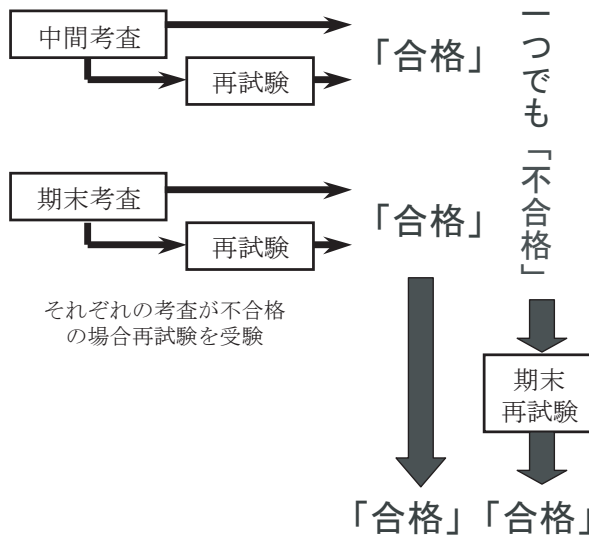 中間考査
再試験
「合格」
期末考査
再試験
「合格」
それぞれの考査が不合格
の場合再試験を受験
一つでも「不合格」
期末
再試験
「合格」
「合格」